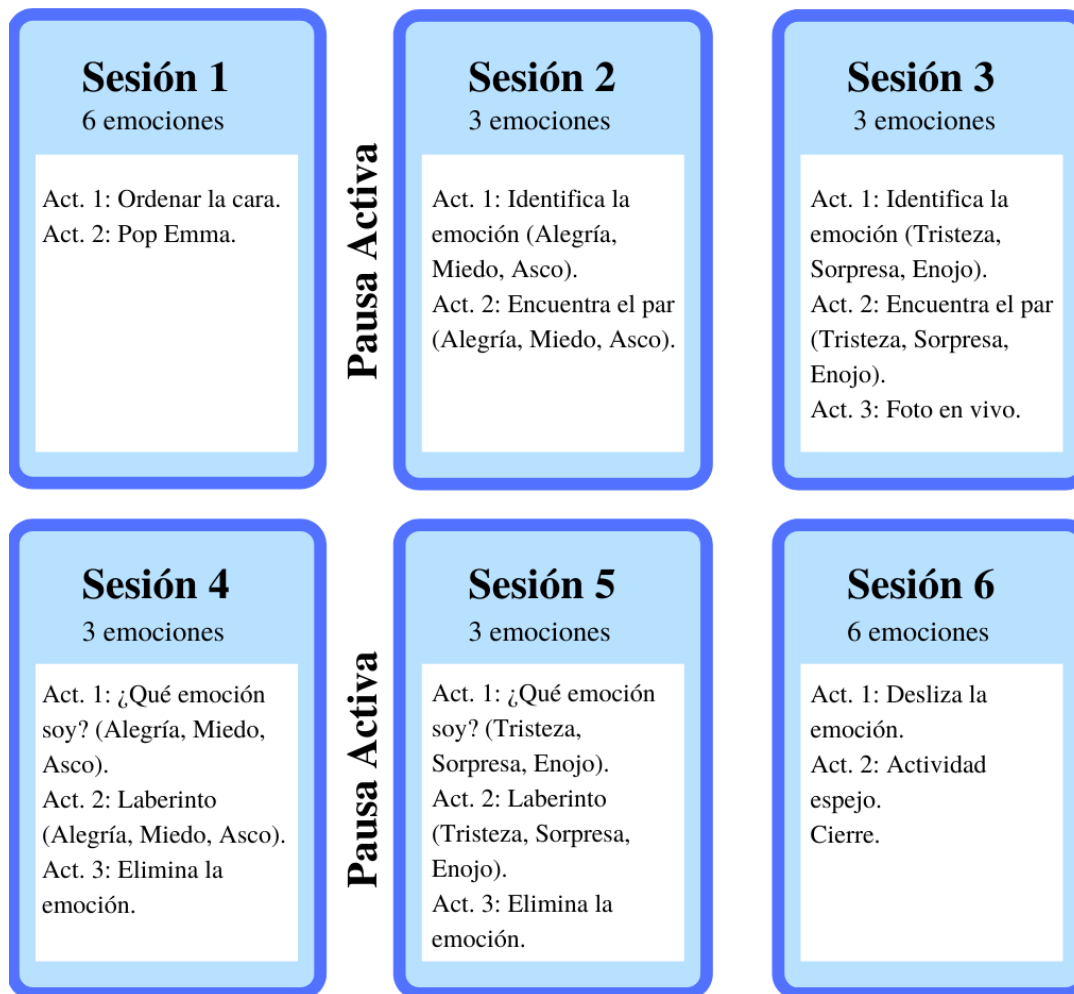 Sesión 1
6 emociones
Act. 1: Ordenar la cara.
Act. 2: Pop Emma.
Pausa Activa
Sesión 2
3 emociones
Act. 1: Identifica la
emoción (Alegría,
Miedo, Asco).
Act. 2: Encuentra el par
(Alegría, Miedo, Asco).
Sesión 3
3 emociones
Act. 1: Identifica la
emoción (Tristeza,
Sorpresa, Enojo).
Act. 2: Encuentra el par
(Tristeza, Sorpresa,
Enojo).
Act. 3: Foto en vivo.
Sesión 4
3 emociones
Act. 1: ¿Qué emoción
soy? (Alegría, Miedo,
Asco).
Act. 2: Laberinto
(Alegría, Miedo, Asco).
Act. 3: Elimina la
emoción.
Pausa Activa
Sesión 5
3 emociones
Act. 1: ¿Qué emoción
soy? (Tristeza,
Sorpresa, Enojo).
Act. 2: Laberinto
(Tristeza, Sorpresa,
Enojo).
Act. 3: Elimina la
emoción.
Sesión 6
6 emociones
Act. 1: Desliza la
emoción.
Act. 2: Actividad
espejo.
Cierre.